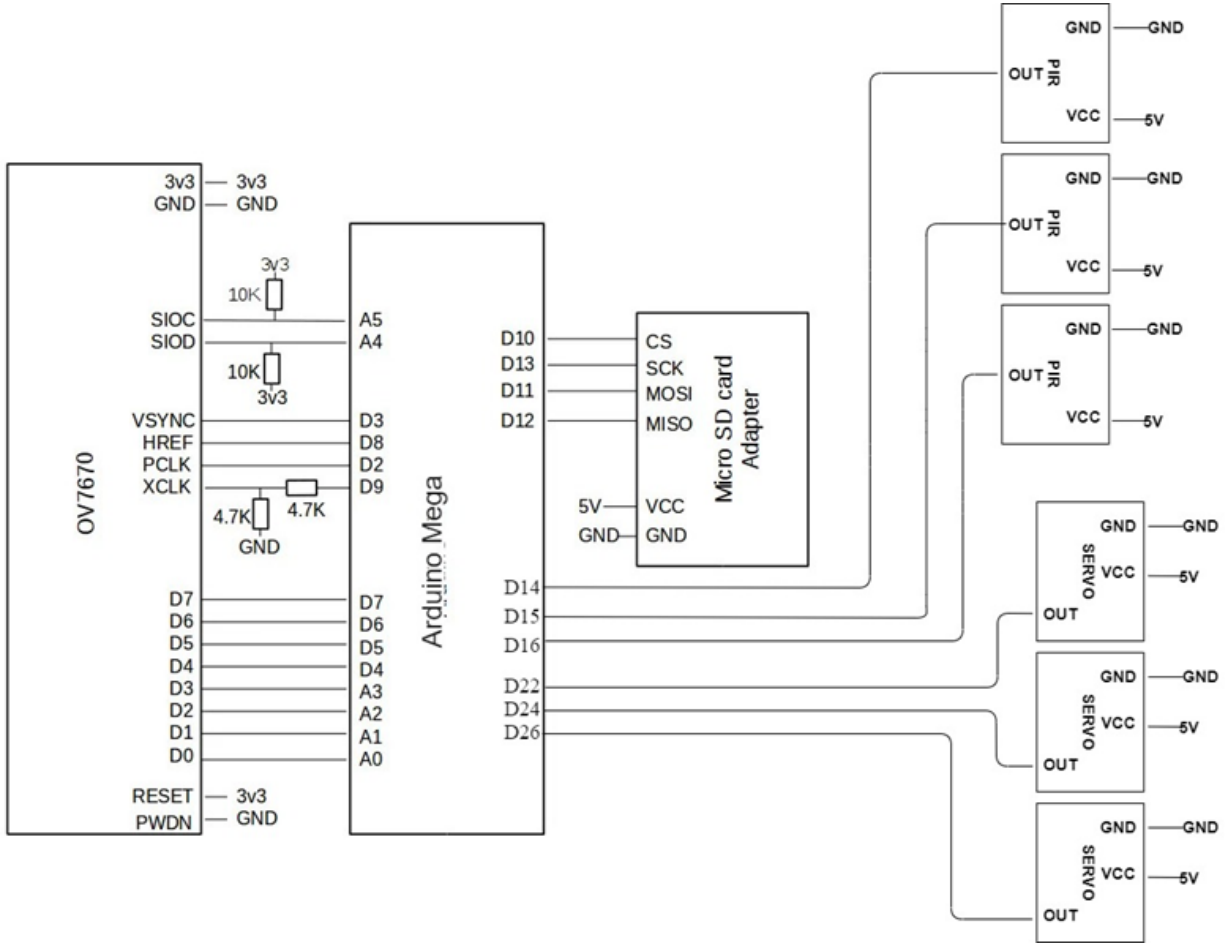 OV7670
3v3 3v3
GND GND
3v3
10K
SIOC
SIOD
10K
3v3
VSYNC
HREF
PCLK
XCLK
4.7K
4.7K
GND
D7
D6
D5
D4
D3
D2
D1
D0
RESET 3v3
PWDN GND
Arduino Mega
A5
A4
D3
D8
D2
D9
D7
D6
D5
D4
A3
A2
A1
A0
D10
D13
D11
D12
D14
D15
D16
D22
D24
D26
Micro SD card
Adapter
CS
SCK
MOSI
MISO
5V VCC
GND GND
GND GND
OUT PIR
VCC 5V
GND GND
OUT PIR
VCC 5V
GND GND
OUT PIR
VCC 5V
GND GND
SERVO
VCC 5V
OUT
GND GND
SERVO
VCC 5V
OUT
GND GND
SERVO
VCC 5V
OUT